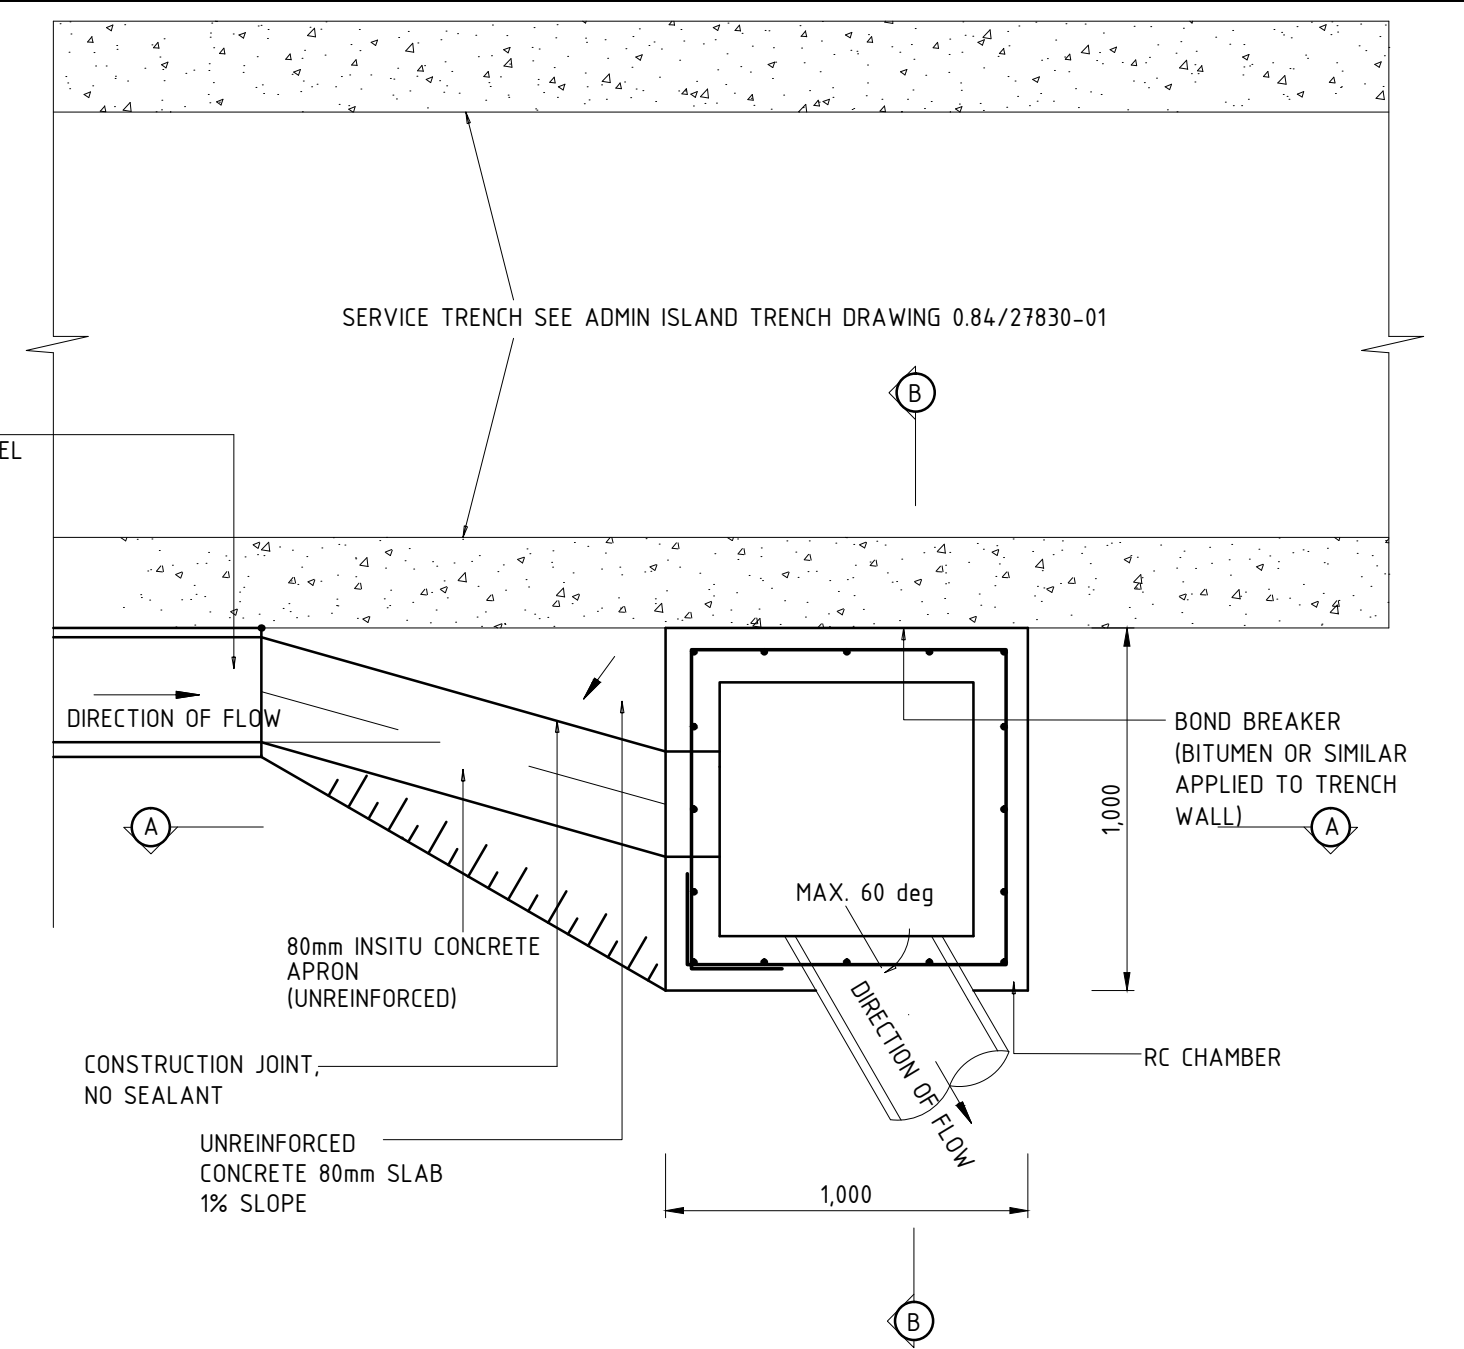 SERVICE TRENCH SEE ADMIN ISLAND TRENCH DRAWING 0.84/27830-01
B
EL
DIRECTION OF FLOW
BOND BREAKER
(BITUMEN OR SIMILAR
APPLIED TO TRENCH
WALL)
1,000
A
A
MAX. 60 deg
80mm INSITU CONCRETE
APRON
(UNREINFORCED)
DIRECTION OF FLOW
RC CHAMBER
CONSTRUCTION JOINT,
NO SEALANT
UNREINFORCED
CONCRETE 80mm SLAB
1% SLOPE
1,000
B